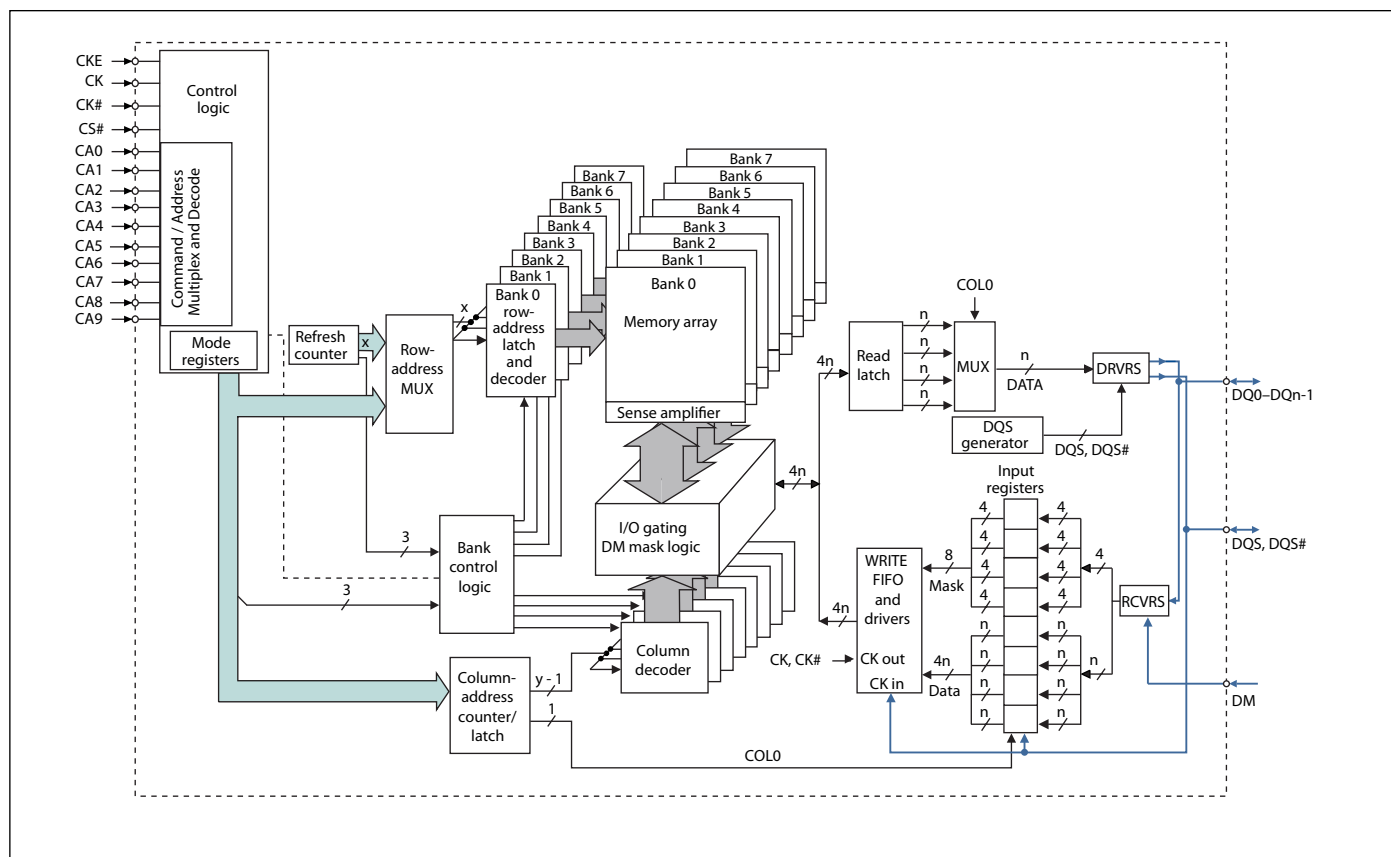 CKE
CK
CK#
CS#
CA0
CA1
CA2
CA3
CA4
CA5
CA6
CA7
CA8
CA9
Control
logic
Command / Address
Multiplex and Decode
Mode
registers
Refresh
counter
x
Row-
address
MUX
x
Bank 7
Bank 6
Bank 5
Bank 4
Bank 3
Bank 2
Bank 1
Bank 0
row-
address
latch
and
decoder
Bank 7
Bank 6
Bank 5
Bank 4
Bank 3
Bank 2
Bank 1
Bank 0
Memory array
Sense amplifier
3
3
Bank
control
logic
I/O gating
DM mask logic
Column
decoder
Column-
address
counter/
latch
y - 1
1
COL0
4n
4n
4n
Read
latch
n
n
n
n
COL0
MUX
n
DATA
DRVRS
DQS
generator
DQS, DQS#
DQ0–DQn-1
DQS, DQS#
DM
Input
registers
4
4
4
4
n
n
n
n
4
4
4
4
n
n
n
n
4
n
RCVRS
8
Mask
4n
Data
WRITE
FIFO
and
drivers
CK out
CK in
CK, CK#